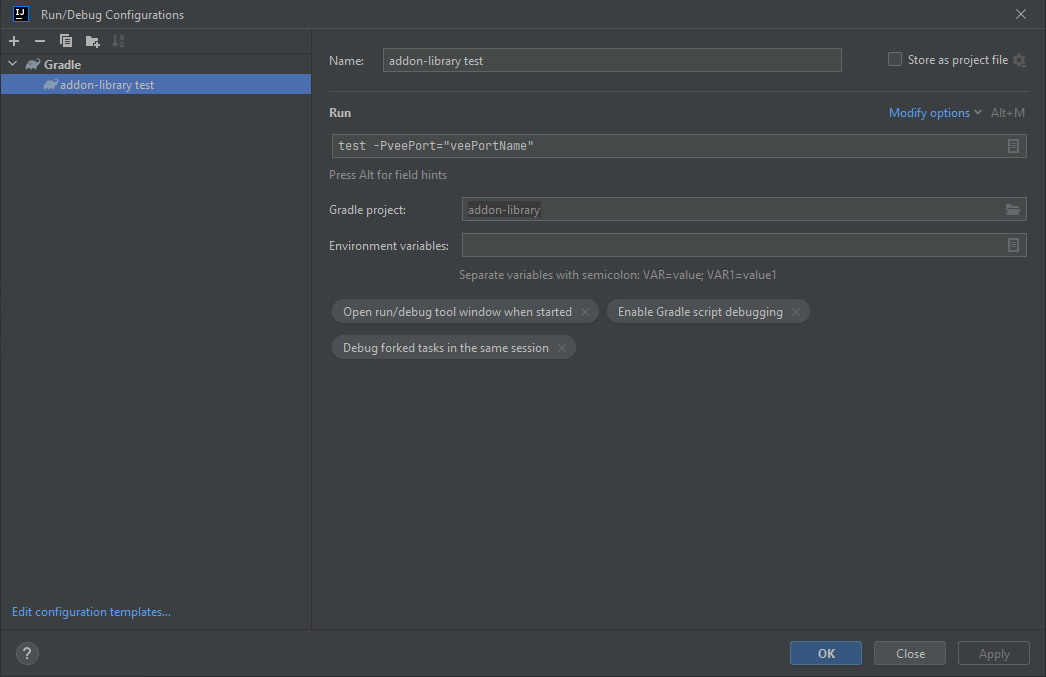 Run/Debug Configurations
Gradle
addon-library test
Name: addon-library test Store as project file
Run Modify options Alt+M
test -PveePort="veePortName"
Press Alt for field hints
Gradle project: addon-library
Environment variables:
Separate variables with semicolon: VAR=value; VAR1=value1
Open run/debug tool window when started × Enable Gradle script debugging ×
Debug forked tasks in the same session ×
Edit configuration templates...
? OK Close Apply